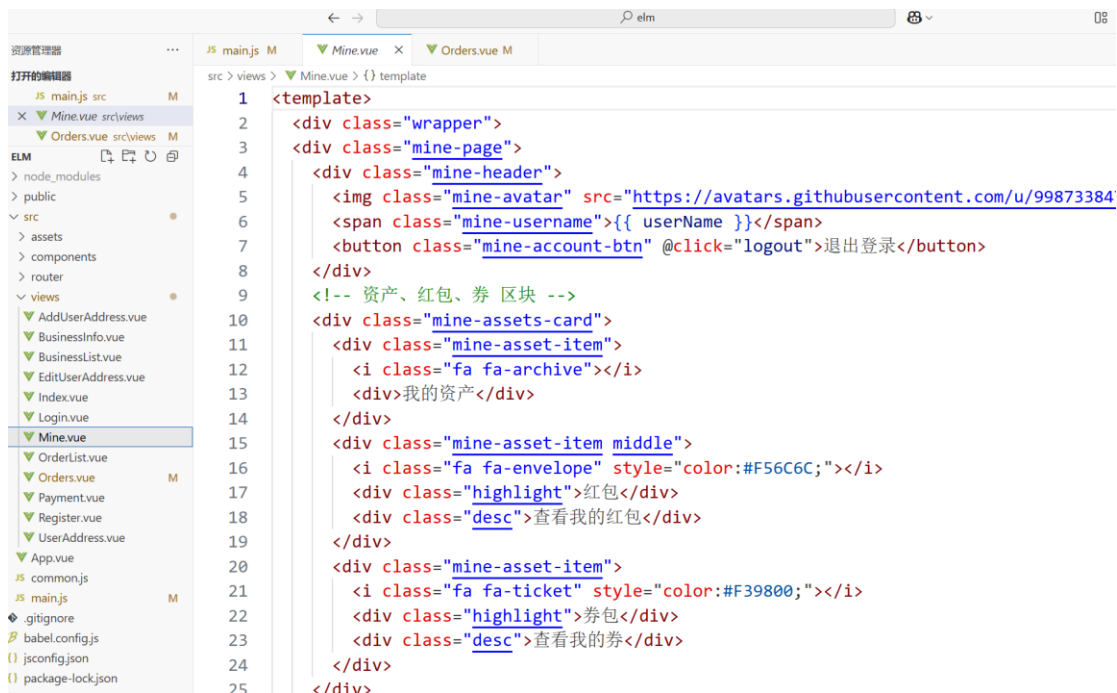 elm
资源管理器 ...
JS main.js M
Mine.vue
Orders.vue M
打开的编辑器
src > views > Mine.vue > {} template
JS main.js src M
Mine.vue src\views
Orders.vue src\views M
ELM
node_modules
public
src
assets
components
router
views
AddUserAddress.vue
BusinessInfo.vue
BusinessList.vue
EditUserAddress.vue
Index.vue
Login.vue
Mine.vue
OrderList.vue
Orders.vue M
Payment.vue
Register.vue
UserAddress.vue
App.vue
JS common.js
JS main.js M
.gitignore
babel.config.js
{} jsconfig.json
{} package-lock.json
1 <template>
2 <div class="wrapper">
3 <div class="mine-page">
4 <div class="mine-header">
5 <img class="mine-avatar" src="https://avatars.githubusercontent.com/u/99873384
6 <span class="mine-username">{{ userName }}</span>
7 <button class="mine-account-btn" @click="logout">退出登录</button>
8 </div>
9 <!-- 资产、红包、券 区块 -->
10 <div class="mine-assets-card">
11 <div class="mine-asset-item">
12 <i class="fa fa-archive"></i>
13 <div>我的资产</div>
14 </div>
15 <div class="mine-asset-item middle">
16 <i class="fa fa-envelope" style="color:#F56C6C;"></i>
17 <div class="highlight">红包</div>
18 <div class="desc">查看我的红包</div>
19 </div>
20 <div class="mine-asset-item">
21 <i class="fa fa-ticket" style="color:#F39800;"></i>
22 <div class="highlight">券包</div>
23 <div class="desc">查看我的券</div>
24 </div>
25 </div>